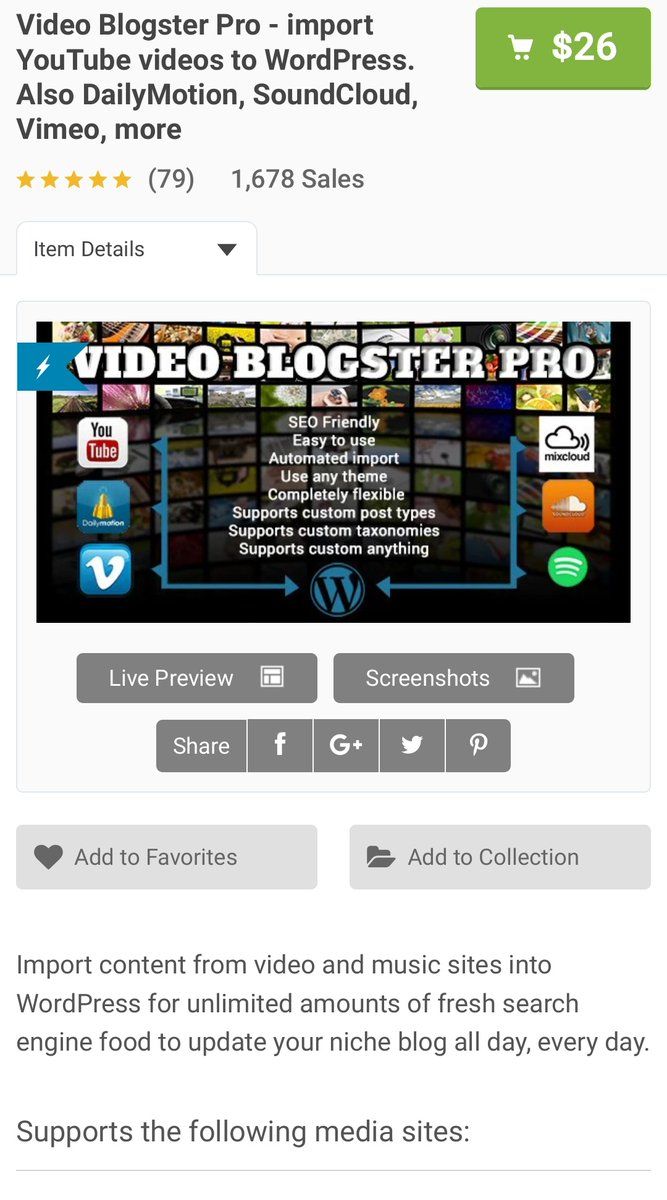 Video Blogster Pro - import
YouTube videos to WordPress.
Also DailyMotion, SoundCloud,
Vimeo, more
$26
(79) 1,678 Sales
Item Details
VIDEO BLOGSTER PRO
You
Tube
Dailymotion
SEO Friendly
Easy to use
Automated import
Use any theme
Completely flexible
Supports custom post types
Supports custom taxonomies
Supports custom anything
mixcloud
SOUNDCLOUD
Live Preview
Screenshots
Share
Add to Favorites
Add to Collection
Import content from video and music sites into
WordPress for unlimited amounts of fresh search
engine food to update your niche blog all day, every day.
Supports the following media sites: